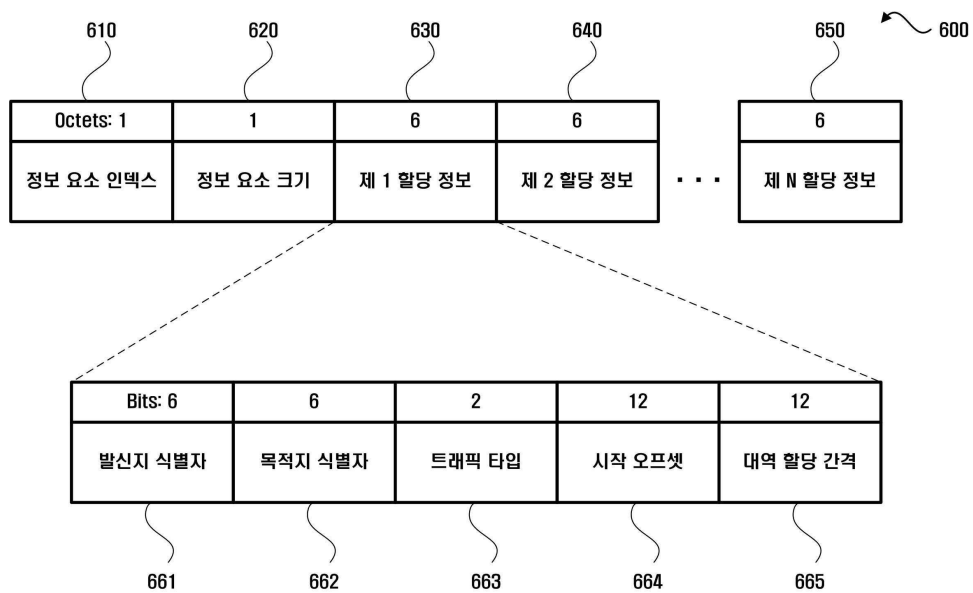 610 620 630 640 650 600
Octets: 1 1 6 6 6
정보 요소 인덱스 정보 요소 크기 제 1 할당 정보 제 2 할당 정보 ··· 제 N 할당 정보
Bits: 6 6 2 12 12
발신지 식별자 목적지 식별자 트래픽 타입 시작 오프셋 대역 할당 간격
661 662 663 664 665